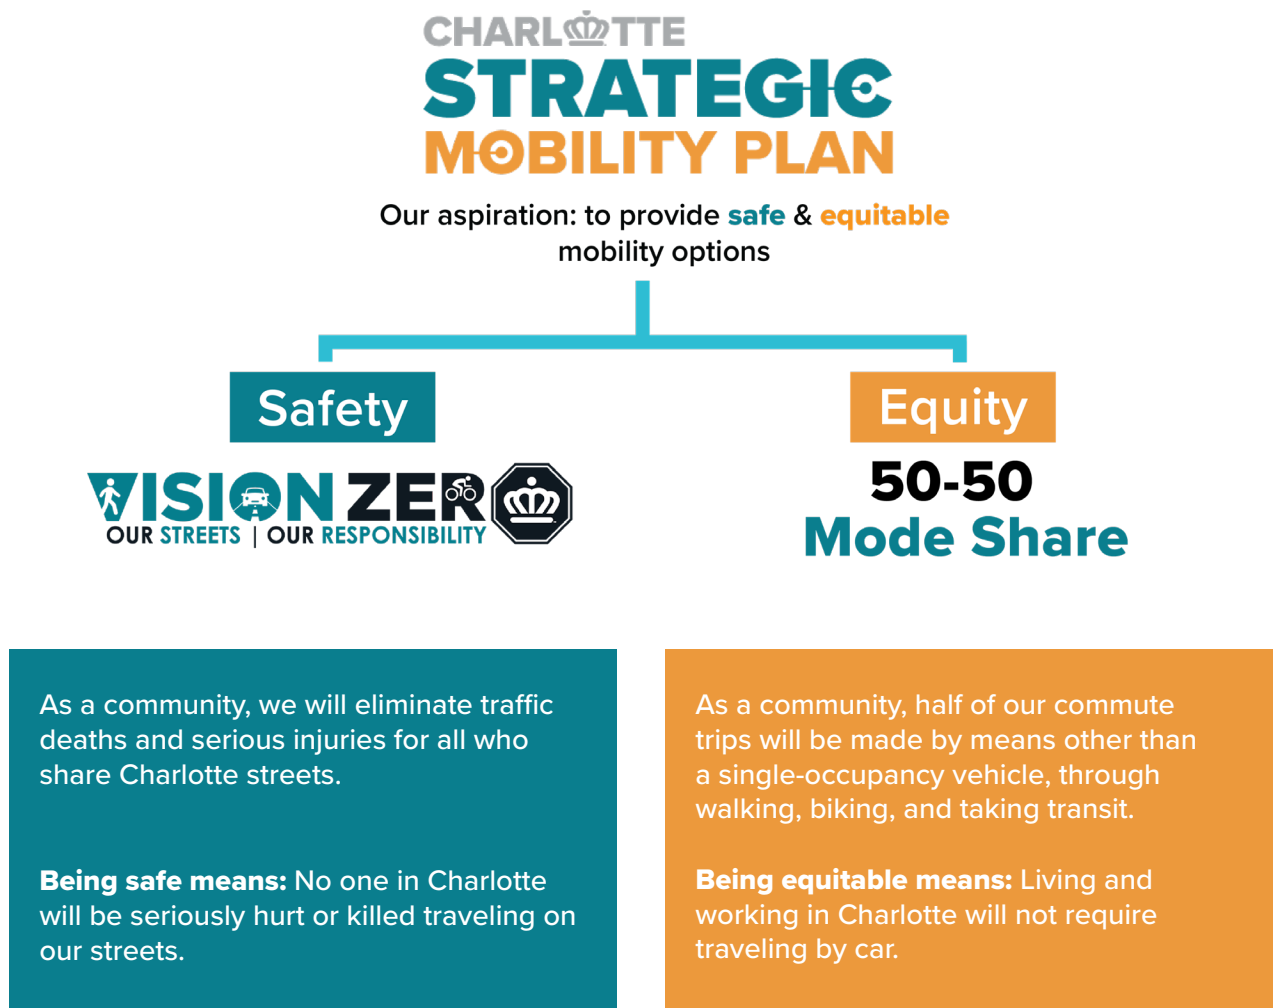 CHARLOTTE
STRATEGIC
MOBILITY PLAN
Our aspiration: to provide safe & equitable
mobility options
Safety
VISION ZERO
OUR STREETS | OUR RESPONSIBILITY
Equity
50-50
Mode Share
As a community, we will eliminate traffic
deaths and serious injuries for all who
share Charlotte streets.
Being safe means: No one in Charlotte
will be seriously hurt or killed traveling on
our streets.
As a community, half of our commute
trips will be made by means other than
a single-occupancy vehicle, through
walking, biking, and taking transit.
Being equitable means: Living and
working in Charlotte will not require
traveling by car.